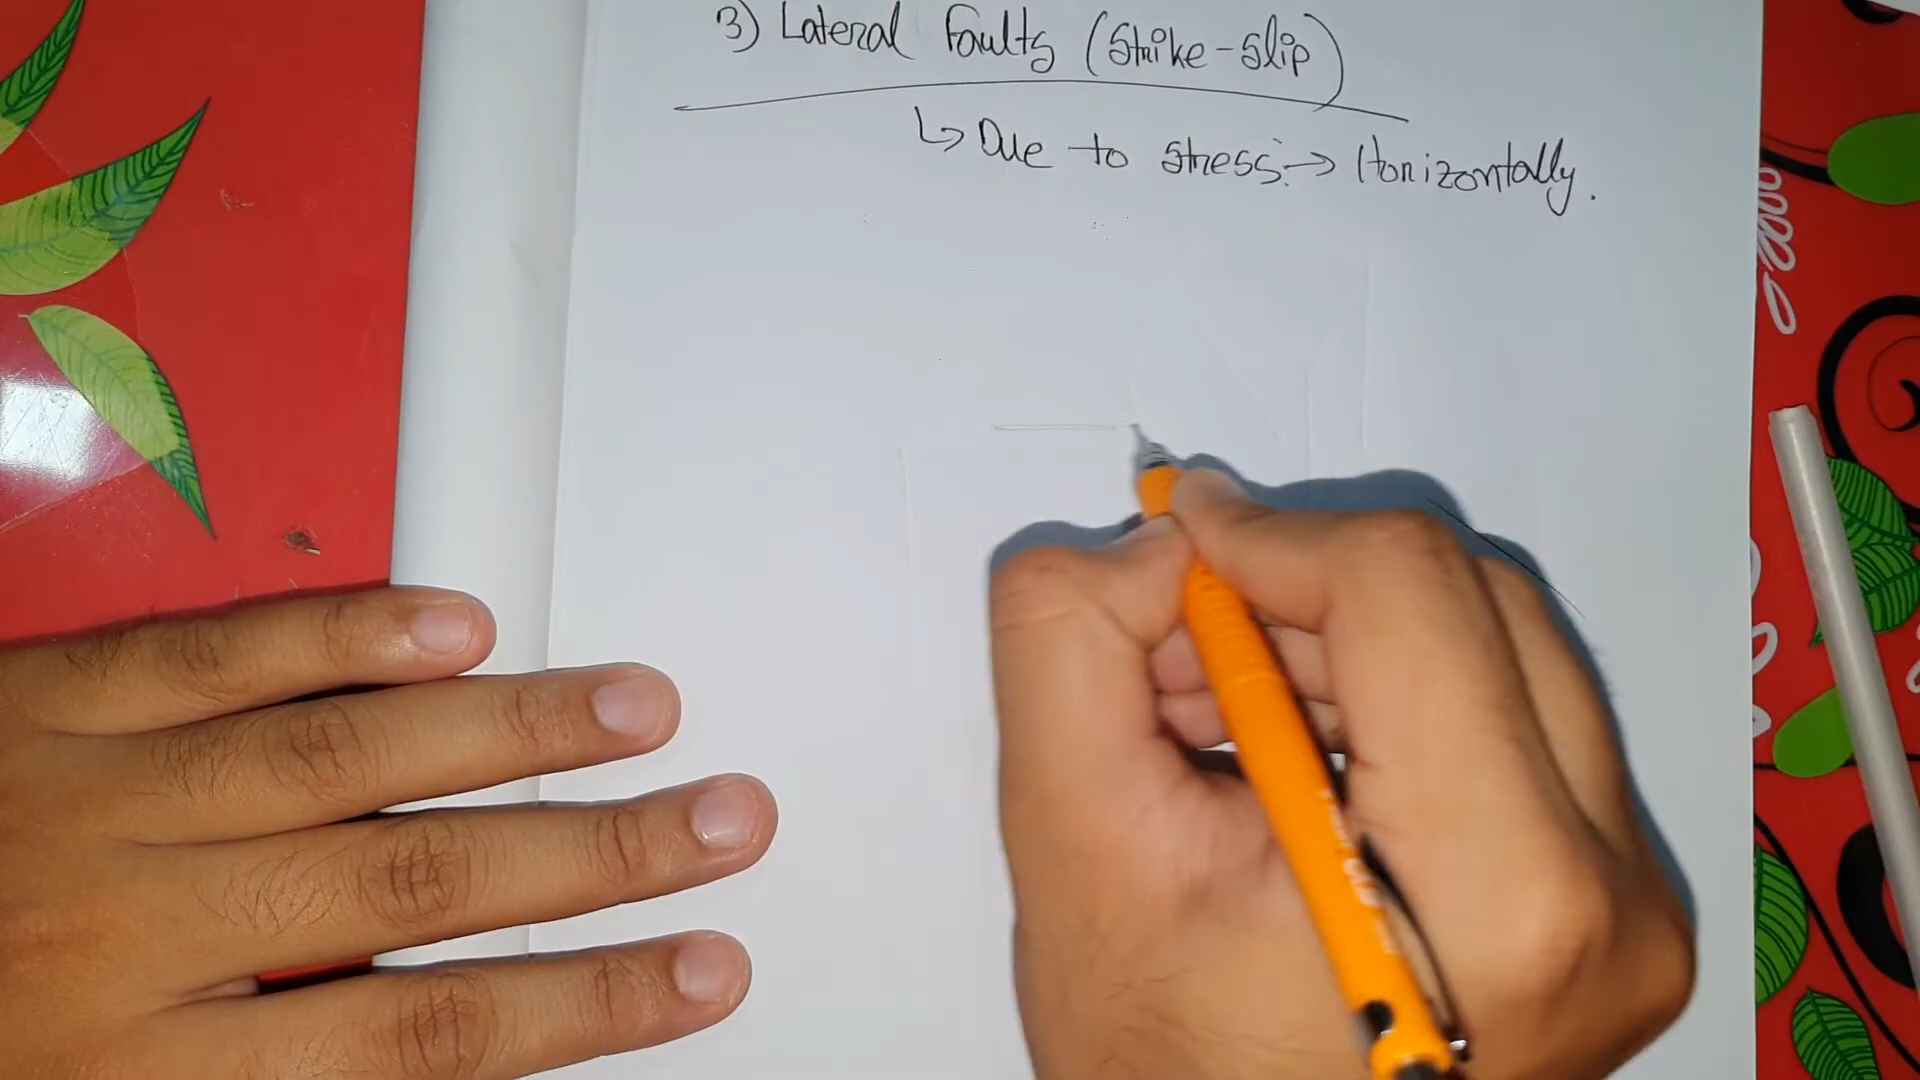 3) Lateral Faults (Strike-slip)
↳ Due to stress: → Horizontally.